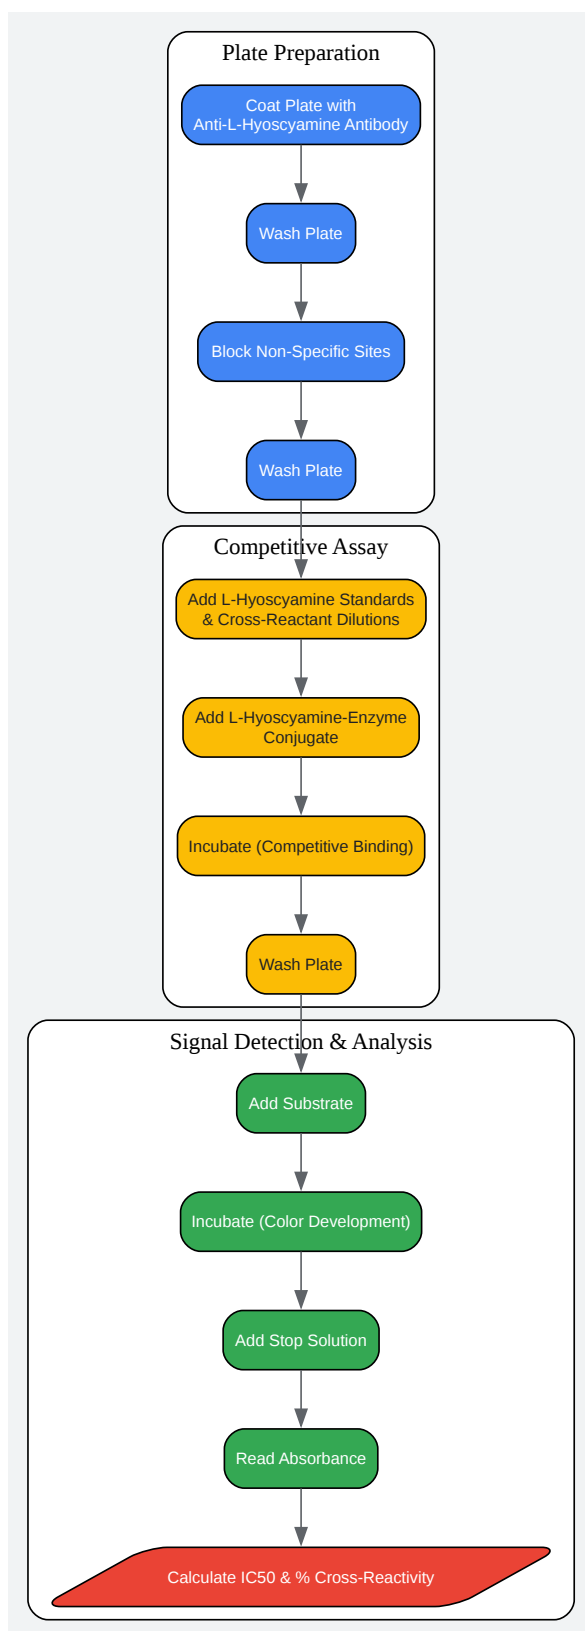 Plate Preparation
Coat Plate with
Anti-L-Hyoscyamine Antibody
Wash Plate
Block Non-Specific Sites
Wash Plate
Competitive Assay
Add L-Hyoscyamine Standards
& Cross-Reactant Dilutions
Add L-Hyoscyamine-Enzyme
Conjugate
Incubate (Competitive Binding)
Wash Plate
Signal Detection & Analysis
Add Substrate
Incubate (Color Development)
Add Stop Solution
Read Absorbance
Calculate IC50 & % Cross-Reactivity